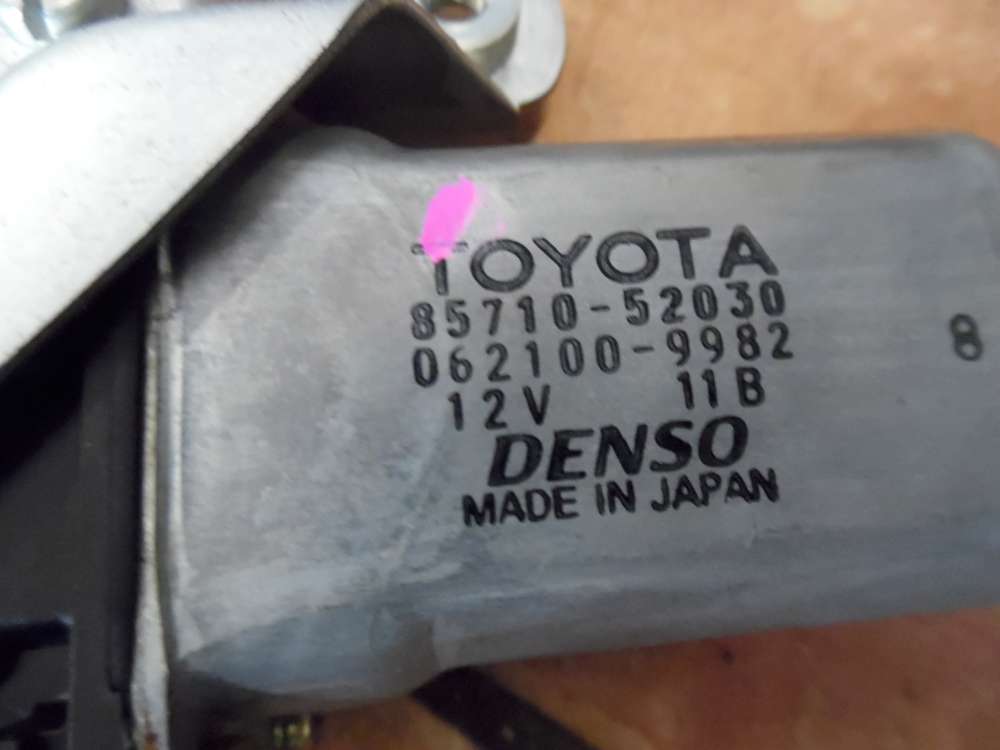 TOYOTA
85710-52030
062100-9982
12V 11B
DENSO
MADE IN JAPAN
8